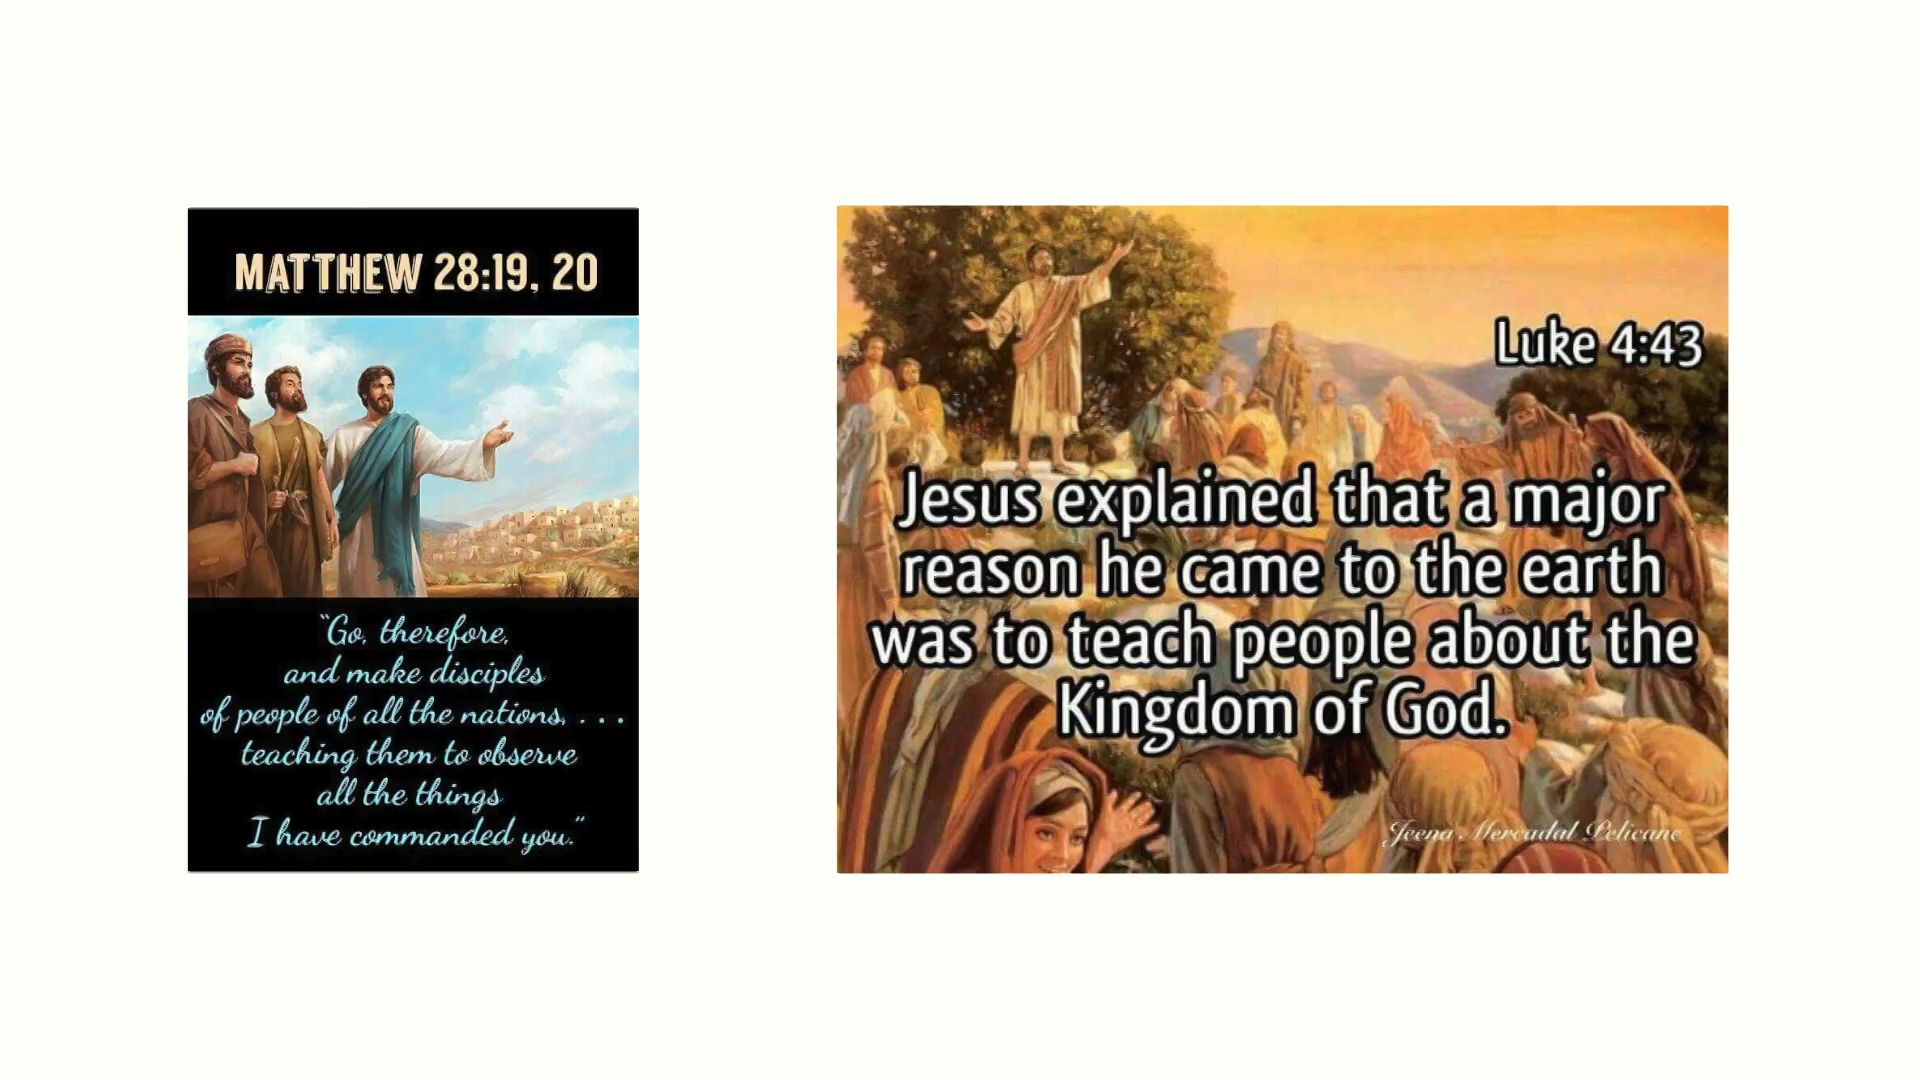 MATTHEW 28:19, 20
“Go, therefore,
and make disciples
of people of all the nations, . . .
teaching them to observe
all the things
I have commanded you.”
Luke 4:43
Jesus explained that a major
reason he came to the earth
was to teach people about the
Kingdom of God.
Jeena Mercadal Pelicane